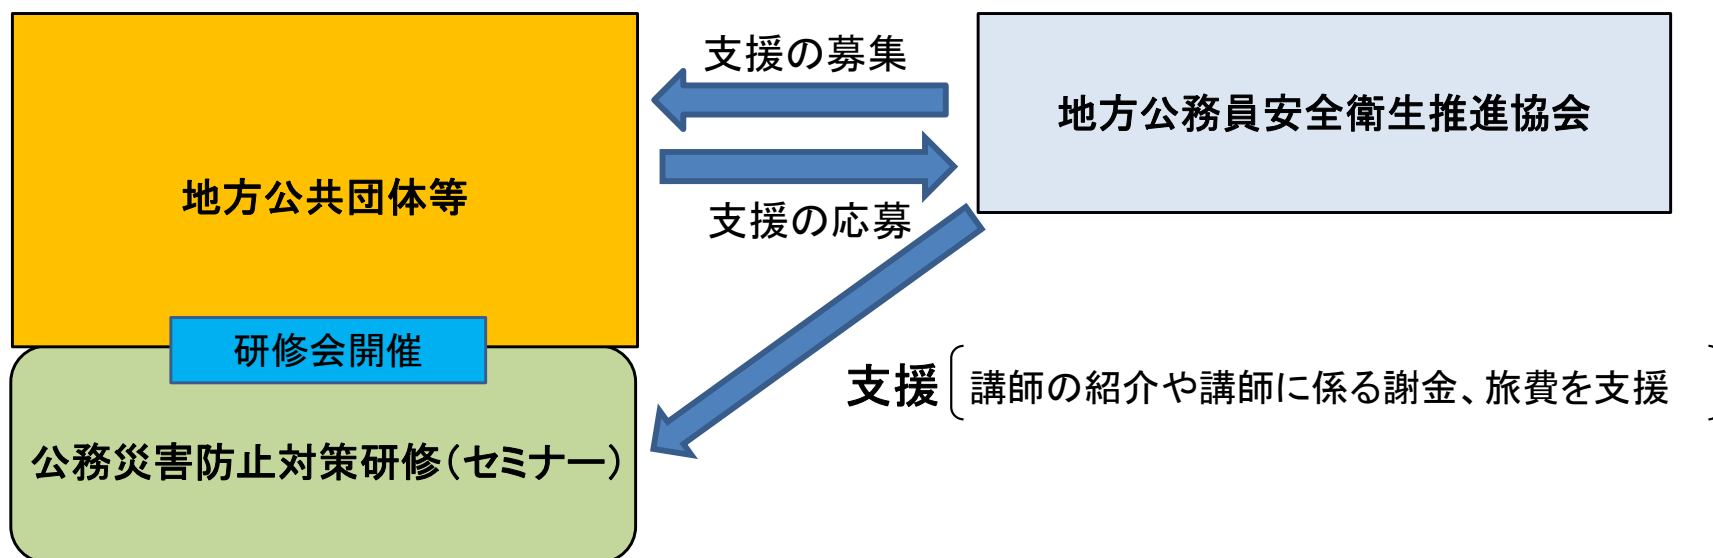 支援の募集
地方公務員安全衛生推進協会
地方公共団体等
支援の応募
研修会開催
支援(講師の紹介や講師に係る謝金、旅費を支援)
公務災害防止対策研修(セミナー)